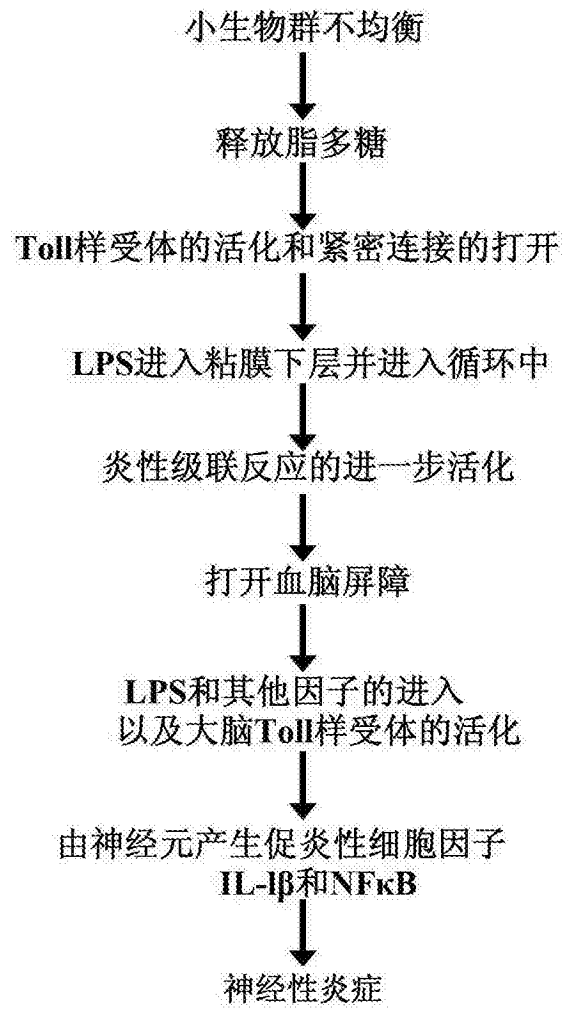 小生物群不均衡
释放脂多糖
Toll样受体的活化和紧密连接的打开
LPS进入粘膜下层并进入循环中
炎性级联反应的进一步活化
打开血脑屏障
LPS和其他因子的进入
以及大脑Toll样受体的活化
由神经元产生促炎性细胞因子
IL-lβ和NFκB
神经性炎症